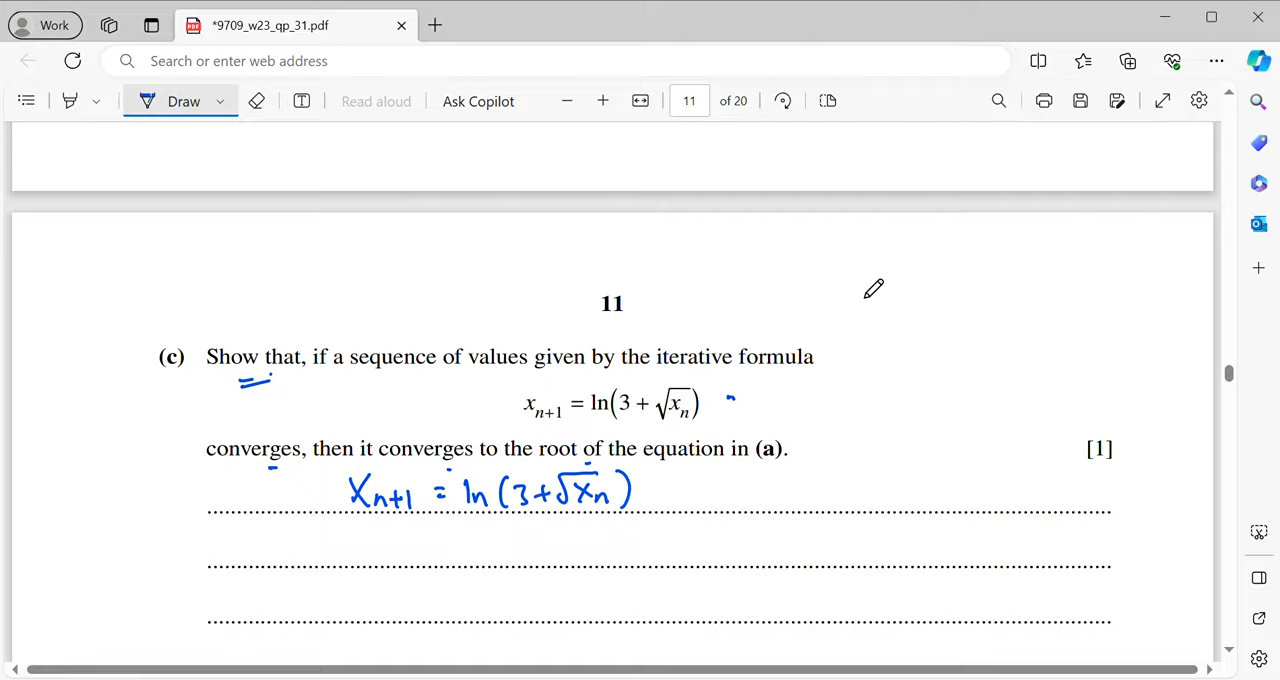 Work
*9709_w23_qp_31.pdf
Search or enter web address
Draw
Read aloud
Ask Copilot
11 of 20
11
(c) Show that, if a sequence of values given by the iterative formula
xₙ₊₁ = ln(3 + √xₙ)
converges, then it converges to the root of the equation in (a). [1]
xₙ₊₁ = ln(3+√xₙ)